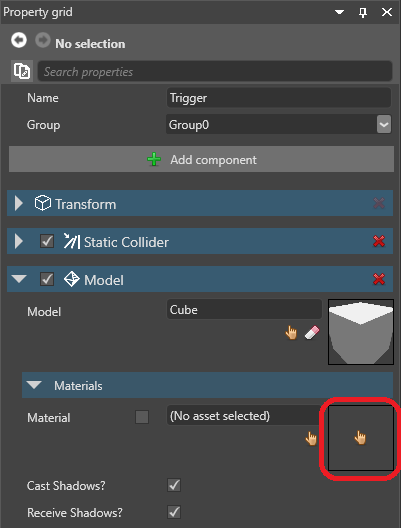 Property grid
No selection
Search properties
Name Trigger
Group Group0
Add component
Transform
Static Collider
Model
Model Cube
Materials
Material (No asset selected)
Cast Shadows?
Receive Shadows?